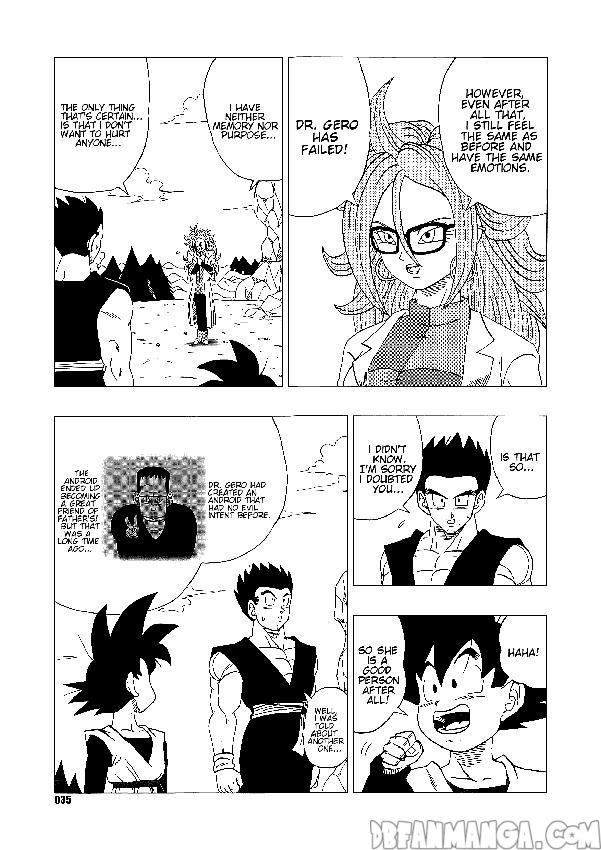 HOWEVER,
EVEN AFTER
ALL THAT,
I STILL FEEL
THE SAME AS
BEFORE AND
HAVE THE SAME
EMOTIONS.
DR. GERO
HAS
FAILED!
I HAVE
NEITHER
MEMORY NOR
PURPOSE...
THE ONLY THING
THAT'S CERTAIN...
IS THAT I DON'T
WANT TO HURT
ANYONE...
IS THAT
SO...
I DIDN'T
KNOW.
I'M SORRY
I DOUBTED
YOU...
HAHA!
SO SHE
IS A
GOOD
PERSON
AFTER
ALL!
DR. GERO HAD
CREATED AN
ANDROID THAT
HAD NO EVIL
INTENT BEFORE.
THE
ANDROID
ENDED UP
BECOMING
A GREAT
FRIEND OF
FATHER'S!
BUT THAT
WAS A
LONG TIME
AGO...
WELL,
I WAS
TOLD
ABOUT
ANOTHER
ONE...
035
DBFANMANGA.COM